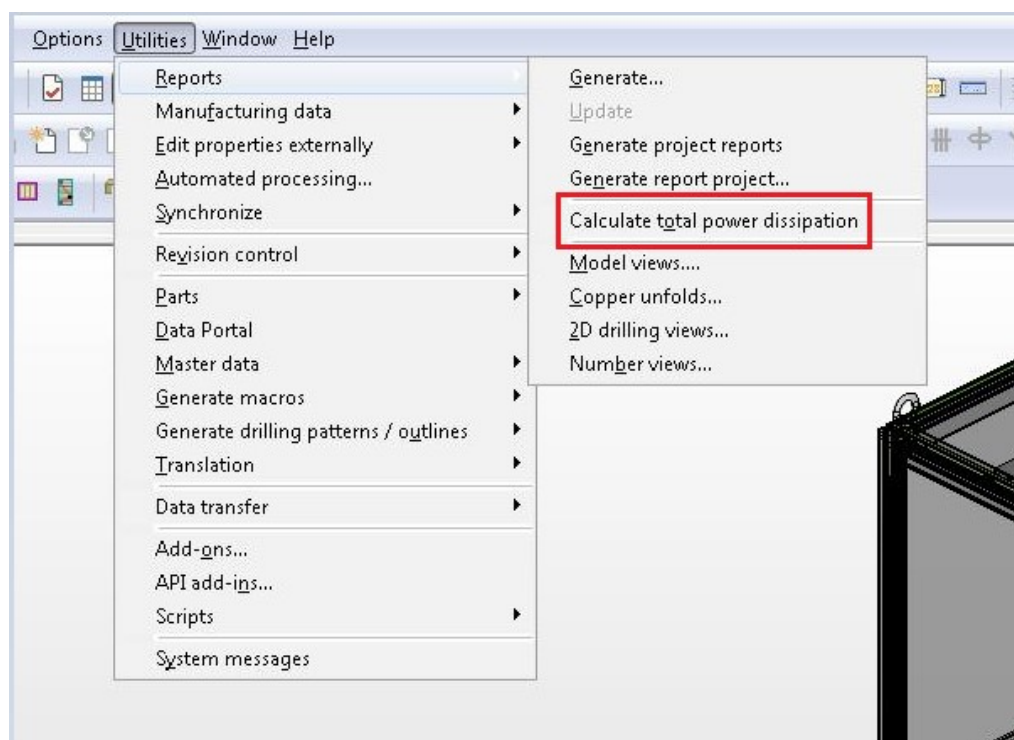 Options Utilities Window Help
Reports
Manufacturing data
Edit properties externally
Automated processing...
Synchronize
Revision control
Parts
Data Portal
Master data
Generate macros
Generate drilling patterns / outlines
Translation
Data transfer
Add-ons...
API add-ins...
Scripts
System messages
Generate...
Update
Generate project reports
Generate report project...
Calculate total power dissipation
Model views....
Copper unfolds...
2D drilling views...
Number views...